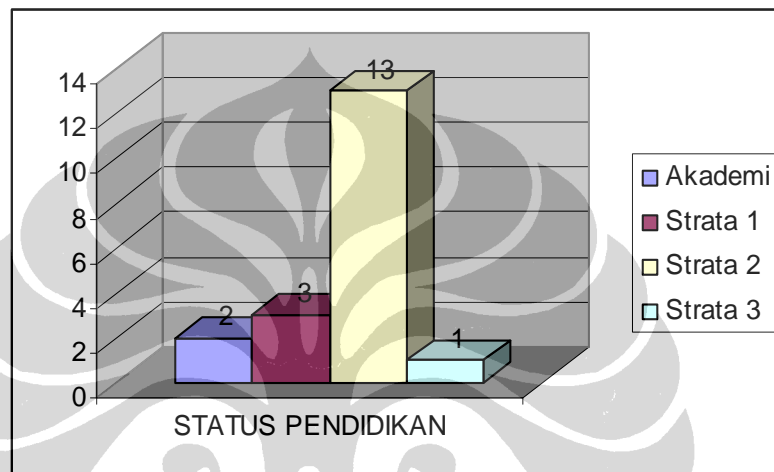 14
12
10
8
6
4
2
0
2
3
13
1
STATUS PENDIDIKAN
Akademi
Strata 1
Strata 2
Strata 3